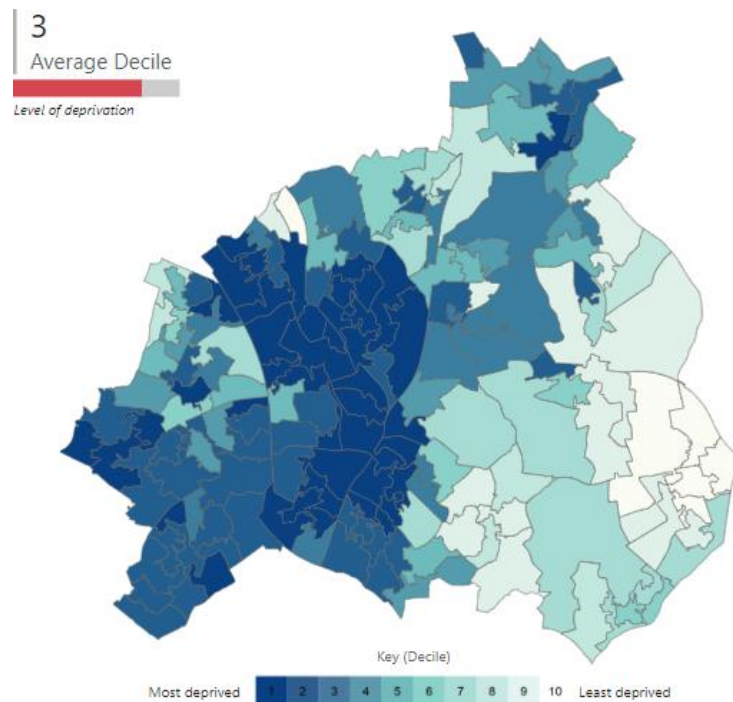 3
Average Decile
Level of deprivation
Key (Decile)
Most deprived 1 2 3 4 5 6 7 8 9 10 Least deprived